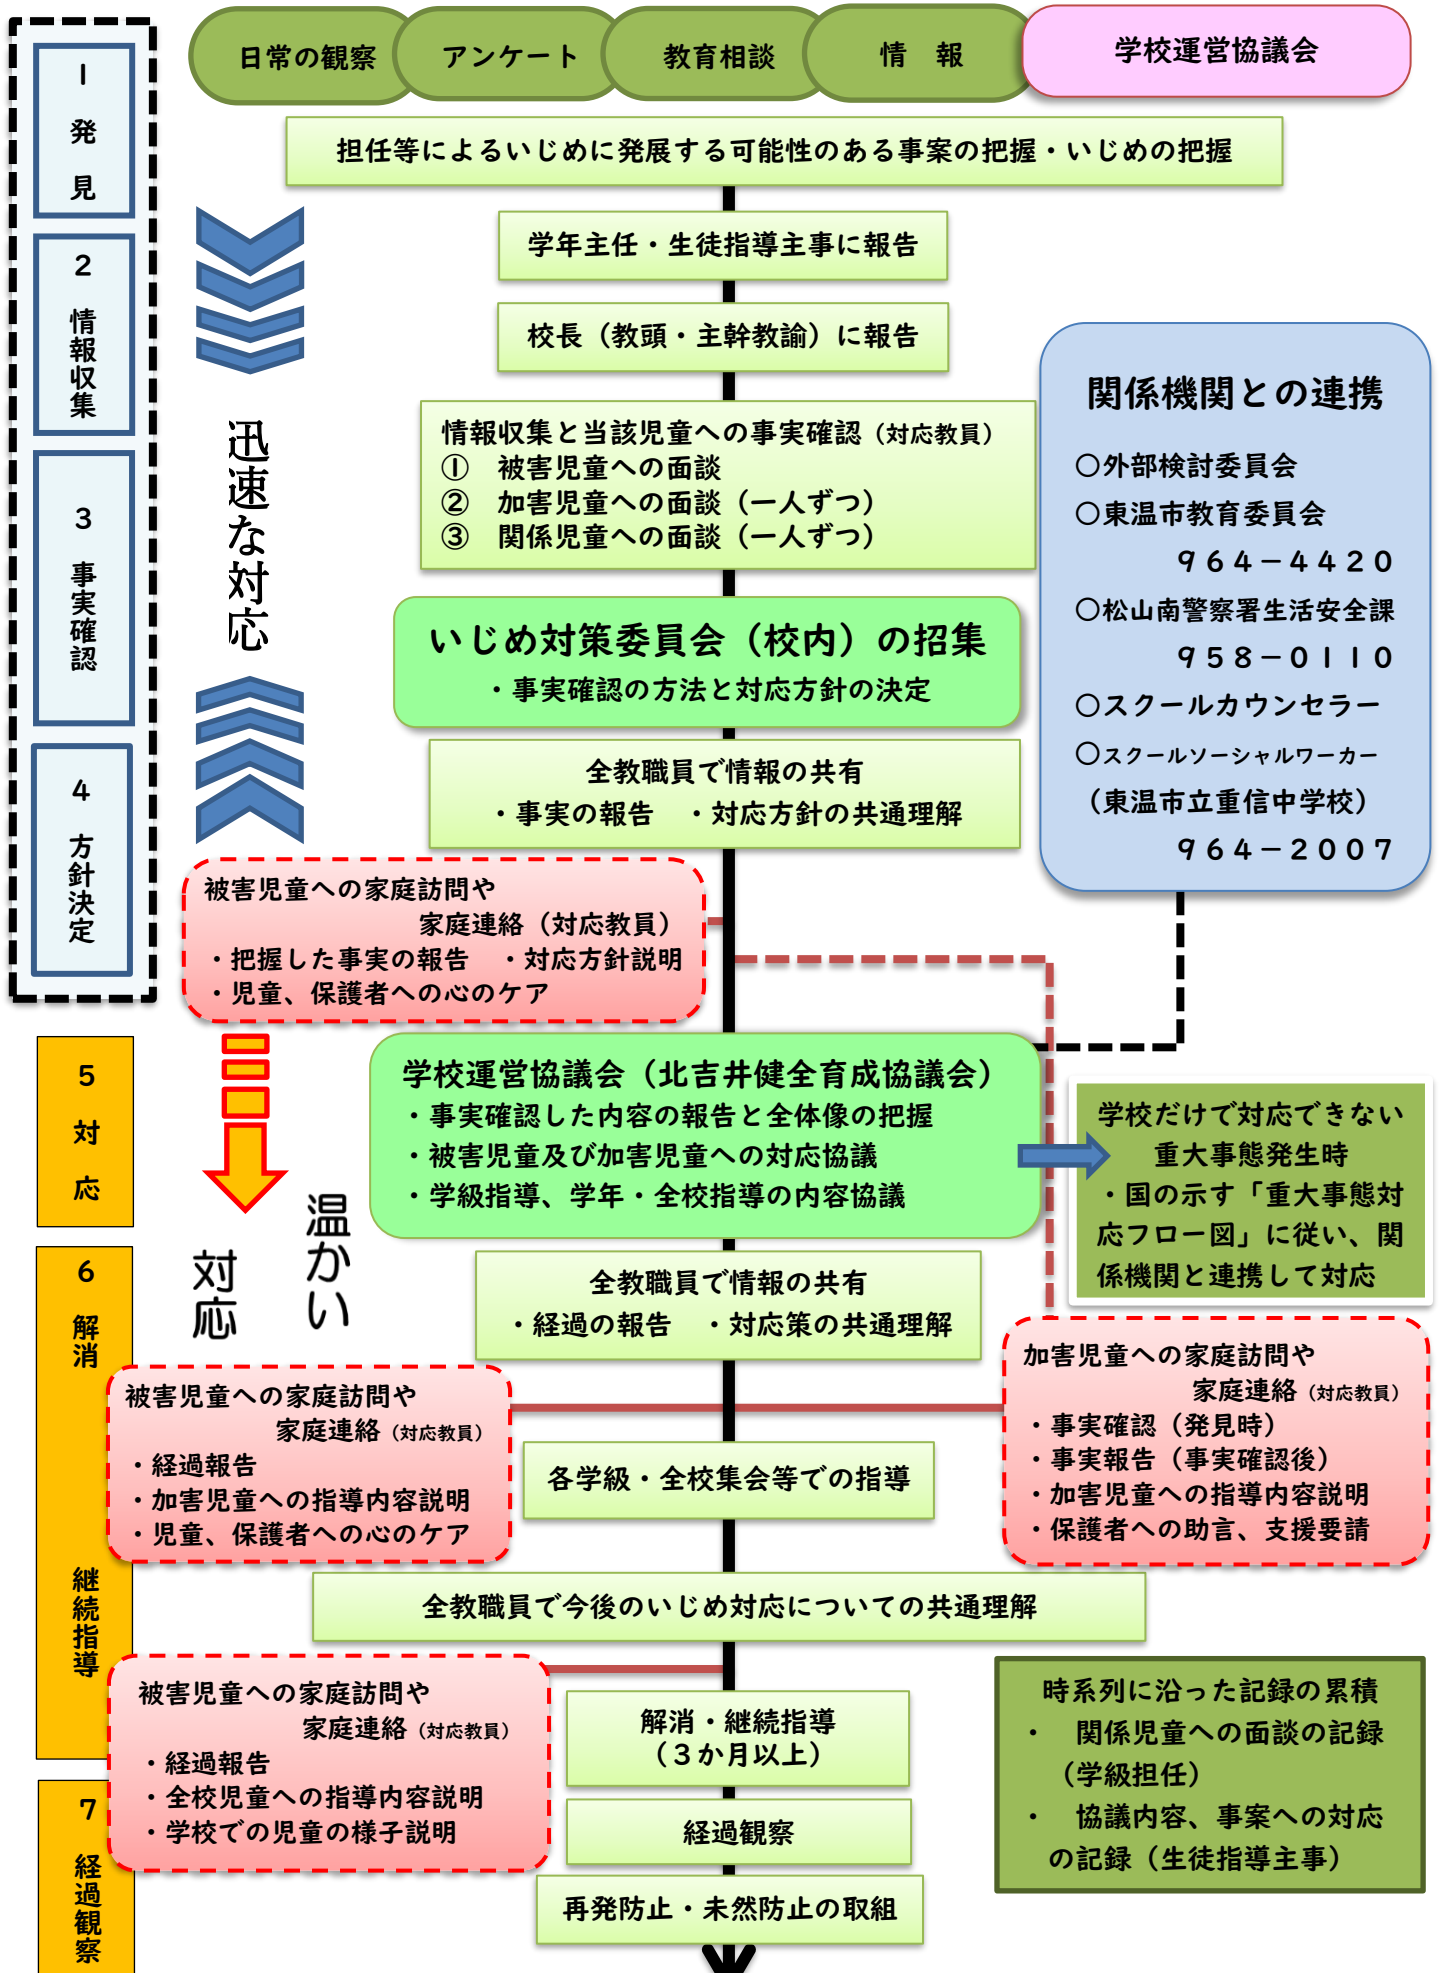 日常の観察
アンケート
教育相談
情　報
学校運営協議会
１　発　見
２　情報収集
３　事実確認
４　方針決定
５　対　応
６　解消　継続指導
７　経過観察
担任等によるいじめに発展する可能性のある事案の把握・いじめの把握
学年主任・生徒指導主事に報告
校長（教頭・主幹教諭）に報告
迅速な対応
情報収集と当該児童への事実確認（対応教員）
①　被害児童への面談
②　加害児童への面談（一人ずつ）
③　関係児童への面談（一人ずつ）
いじめ対策委員会（校内）の招集
・事実確認の方法と対応方針の決定
全教職員で情報の共有
・事実の報告　・対応方針の共通理解
関係機関との連携
○外部検討委員会
○東温市教育委員会
９６４－４４２０
○松山南警察署生活安全課
９５８－０１１０
○スクールカウンセラー
○スクールソーシャルワーカー
（東温市立重信中学校）
９６４－２００７
被害児童への家庭訪問や
家庭連絡（対応教員）
・把握した事実の報告　・対応方針説明
・児童、保護者への心のケア
学校運営協議会（北吉井健全育成協議会）
・事実確認した内容の報告と全体像の把握
・被害児童及び加害児童への対応協議
・学級指導、学年・全校指導の内容協議
学校だけで対応できない
重大事態発生時
・国の示す「重大事態対
応フロー図」に従い、関
係機関と連携して対応
温かい
対応
全教職員で情報の共有
・経過の報告　・対応策の共通理解
被害児童への家庭訪問や
家庭連絡（対応教員）
・経過報告
・加害児童への指導内容説明
・児童、保護者への心のケア
加害児童への家庭訪問や
家庭連絡（対応教員）
・事実確認（発見時）
・事実報告（事実確認後）
・加害児童への指導内容説明
・保護者への助言、支援要請
各学級・全校集会等での指導
全教職員で今後のいじめ対応についての共通理解
被害児童への家庭訪問や
家庭連絡（対応教員）
・経過報告
・全校児童への指導内容説明
・学校での児童の様子説明
解消・継続指導
（３か月以上）
経過観察
再発防止・未然防止の取組
時系列に沿った記録の累積
・　関係児童への面談の記録
（学級担任）
・　協議内容、事案への対応
の記録（生徒指導主事）